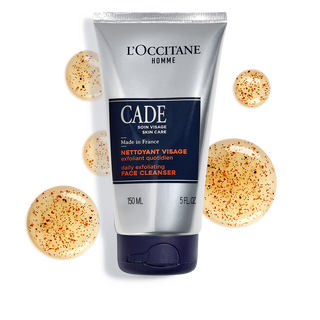 L'OCCITANE
HOMME
CADE
SOIN VISAGE
SKIN CARE
Made in France
NETTOYANT VISAGE
exfoliant quotidien
daily exfoliating
FACE CLEANSER
150 ML 5 FL.OZ